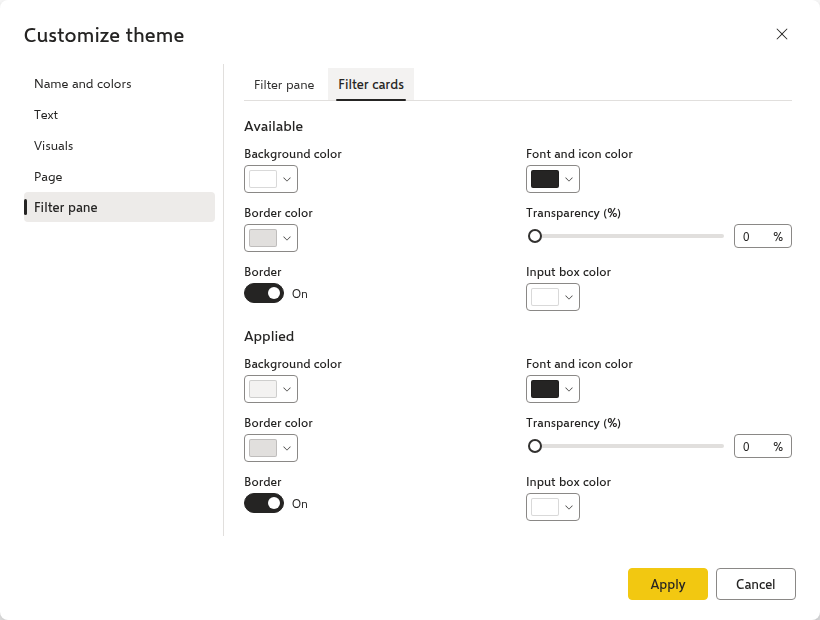 Customize theme
Name and colors
Text
Visuals
Page
Filter pane
Filter pane Filter cards
Available
Background color Font and icon color
Border color Transparency (%)
0 %
Border Input box color
On
Applied
Background color Font and icon color
Border color Transparency (%)
0 %
Border Input box color
On
Apply Cancel